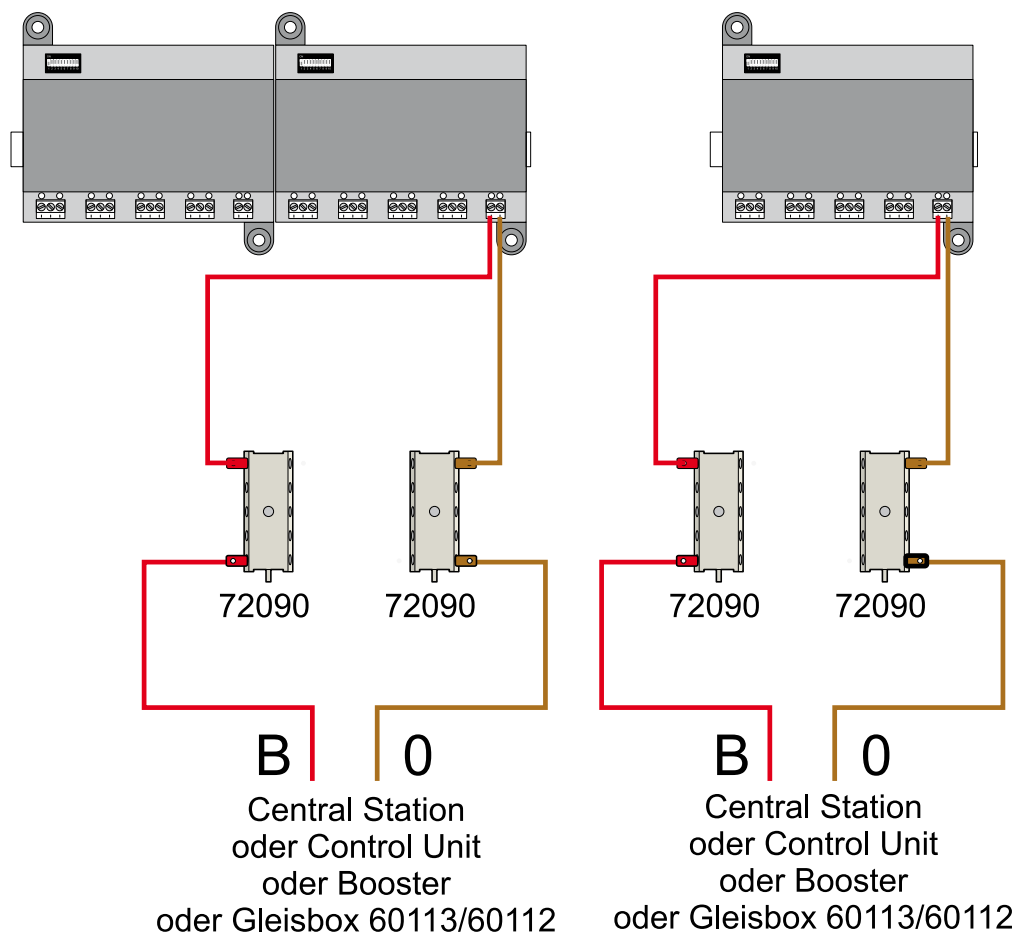 72090
72090
72090
72090
B 0
B 0
Central Station
oder Control Unit
oder Booster
oder Gleisbox 60113/60112
Central Station
oder Control Unit
oder Booster
oder Gleisbox 60113/60112